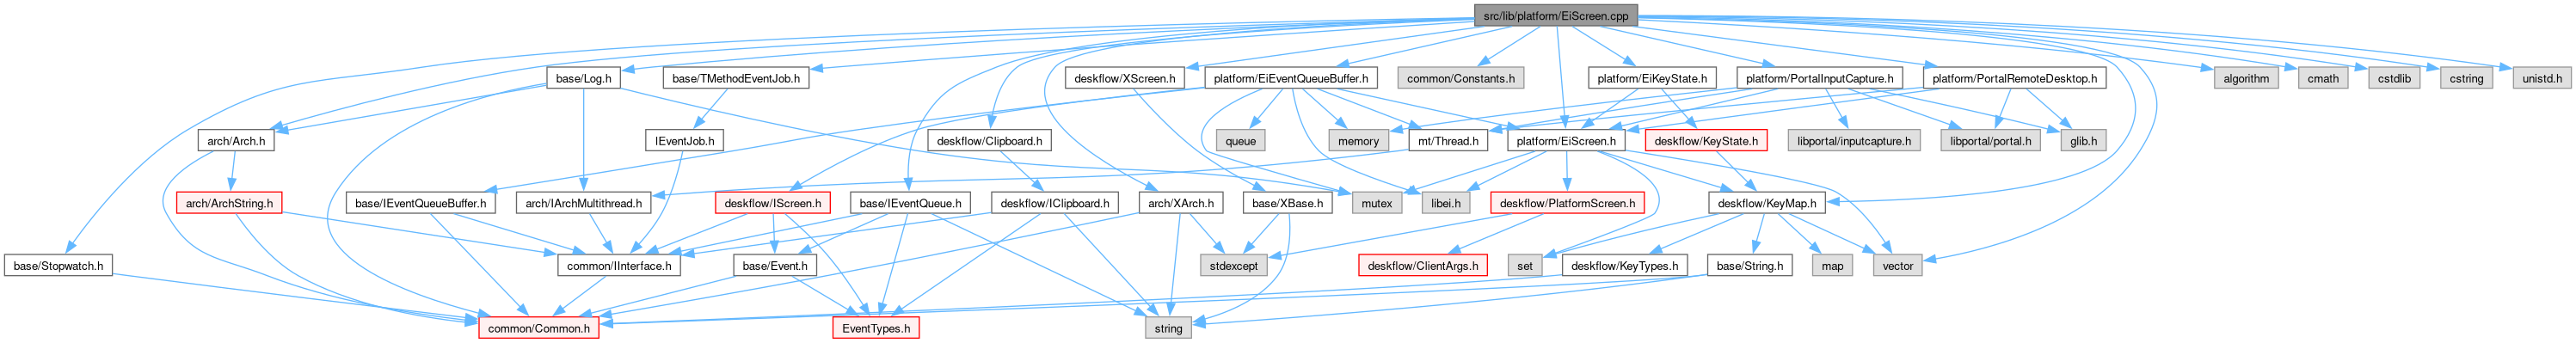 src/lib/platform/EiScreen.cpp
base/Log.h
base/TMethodEventJob.h
deskflow/XScreen.h
platform/EiEventQueueBuffer.h
common/Constants.h
platform/EiKeyState.h
platform/PortalInputCapture.h
platform/PortalRemoteDesktop.h
algorithm
cmath
cstdlib
cstring
unistd.h
arch/Arch.h
IEventJob.h
deskflow/Clipboard.h
queue
memory
mt/Thread.h
platform/EiScreen.h
deskflow/KeyState.h
libportal/inputcapture.h
libportal/portal.h
glib.h
arch/ArchString.h
base/IEventQueueBuffer.h
arch/IArchMultithread.h
deskflow/IScreen.h
base/IEventQueue.h
deskflow/IClipboard.h
arch/XArch.h
base/XBase.h
mutex
libei.h
deskflow/PlatformScreen.h
deskflow/KeyMap.h
base/Stopwatch.h
common/IInterface.h
base/Event.h
stdexcept
deskflow/ClientArgs.h
set
deskflow/KeyTypes.h
base/String.h
map
vector
common/Common.h
EventTypes.h
string